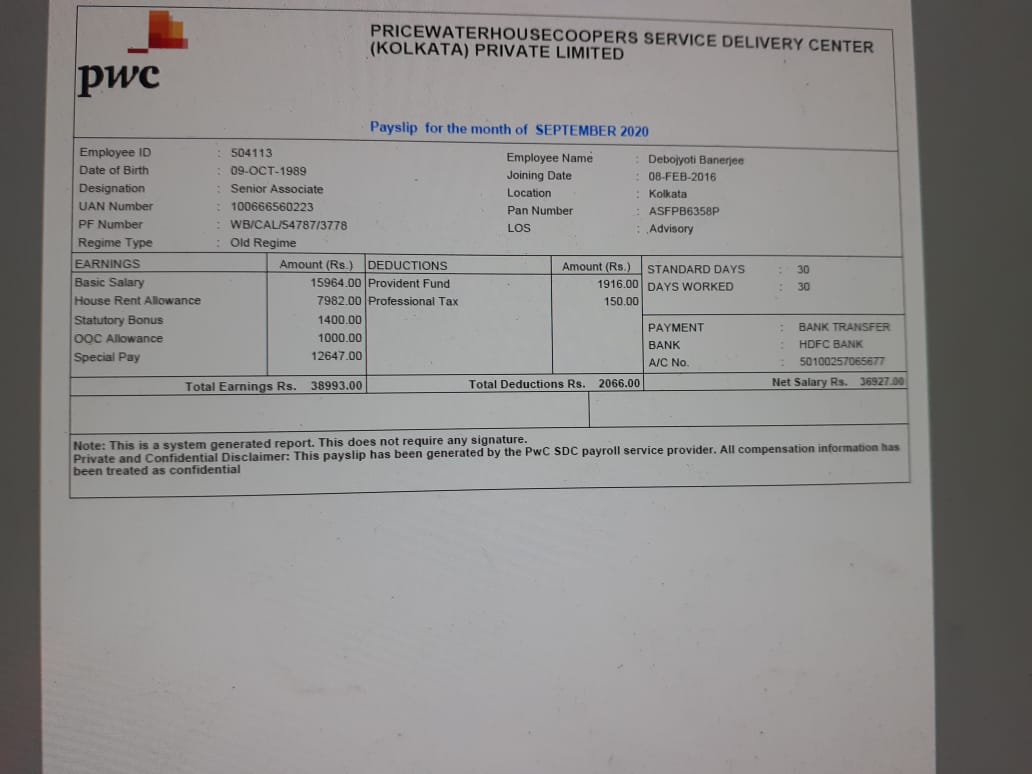 pwc
PRICEWATERHOUSECOOPERS SERVICE DELIVERY CENTER
(KOLKATA) PRIVATE LIMITED
Payslip for the month of SEPTEMBER 2020
Employee ID : 504113
Date of Birth : 09-OCT-1989
Designation : Senior Associate
UAN Number : 100666560223
PF Number : WB/CAL/54787/3778
Regime Type : Old Regime
Employee Name : Debojyoti Banerjee
Joining Date : 08-FEB-2016
Location : Kolkata
Pan Number : ASFPB6358P
LOS : Advisory
EARNINGS Amount (Rs.) DEDUCTIONS Amount (Rs.)
Basic Salary 15964.00 Provident Fund 1916.00
House Rent Allowance 7982.00 Professional Tax 150.00
Statutory Bonus 1400.00
OOC Allowance 1000.00
Special Pay 12647.00
STANDARD DAYS : 30
DAYS WORKED : 30
PAYMENT : BANK TRANSFER
BANK : HDFC BANK
A/C No. : 50100257065677
Total Earnings Rs. 38993.00 Total Deductions Rs. 2066.00 Net Salary Rs. 36927.00
Note: This is a system generated report. This does not require any signature.
Private and Confidential Disclaimer: This payslip has been generated by the PwC SDC payroll service provider. All compensation information has
been treated as confidential